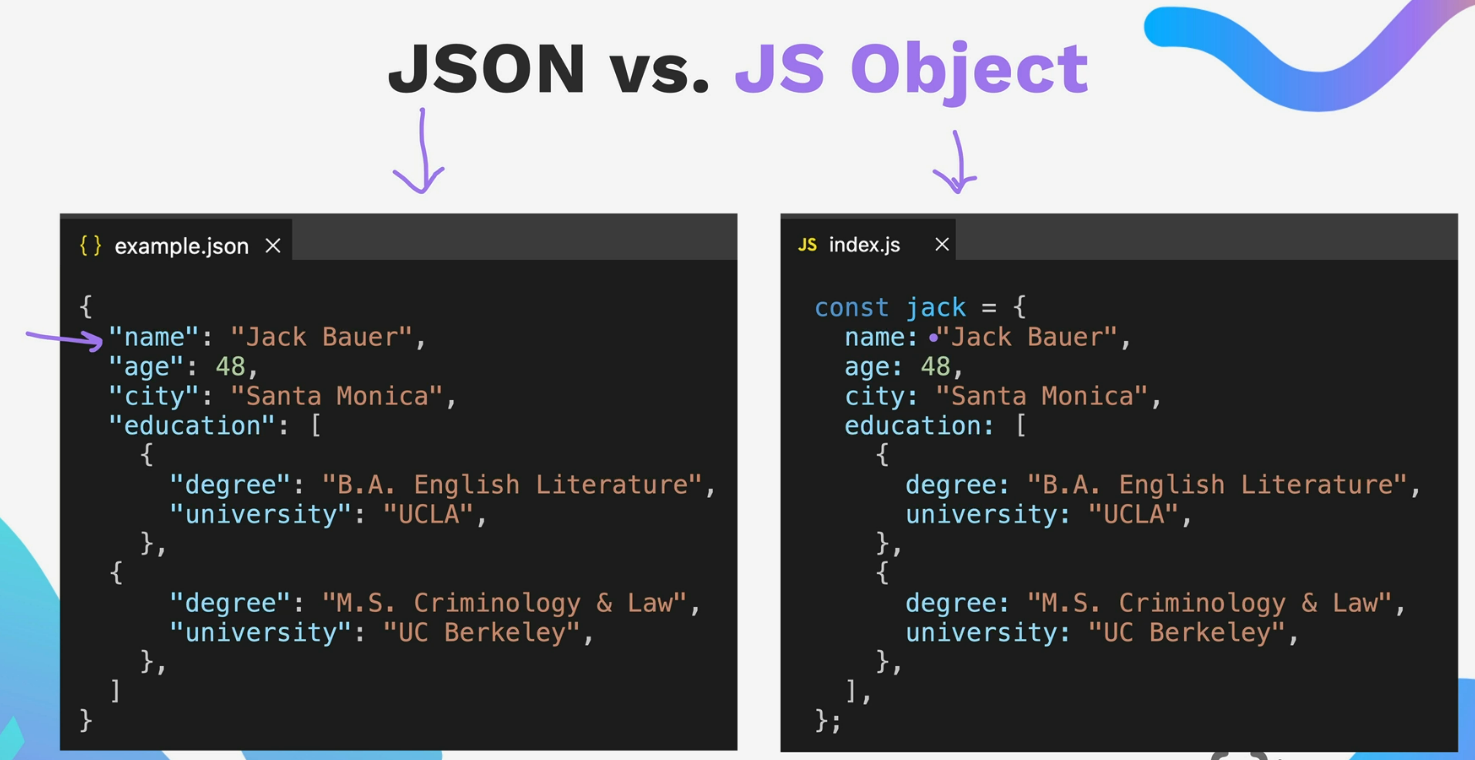 JSON vs. JS Object
{ } example.json ×
{
  "name": "Jack Bauer",
  "age": 48,
  "city": "Santa Monica",
  "education": [
    {
      "degree": "B.A. English Literature",
      "university": "UCLA",
    },
  {
      "degree": "M.S. Criminology & Law",
      "university": "UC Berkeley",
    },
  ]
}
JS index.js ×
const jack = {
  name: "Jack Bauer",
  age: 48,
  city: "Santa Monica",
  education: [
    {
      degree: "B.A. English Literature",
      university: "UCLA",
    },
    {
      degree: "M.S. Criminology & Law",
      university: "UC Berkeley",
    },
  ],
};